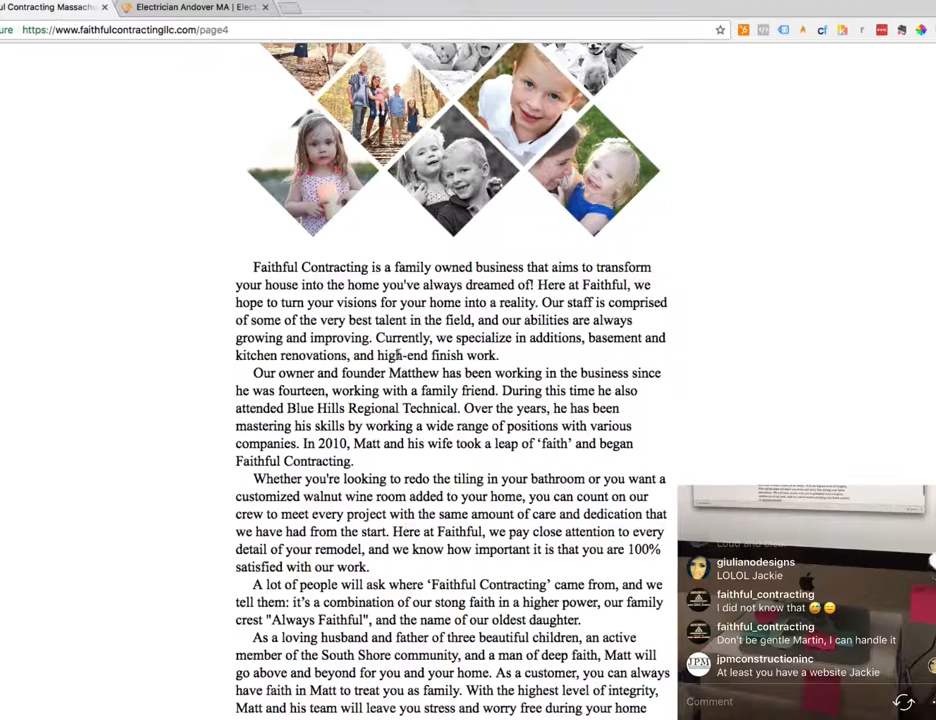 ul Contracting Massachu
Electrician Andover MA | Elect
ure
https://www.faithfulcontractingllc.com/page4
Faithful Contracting is a family owned business that aims to transform
your house into the home you've always dreamed of! Here at Faithful, we
hope to turn your visions for your home into a reality. Our staff is comprised
of some of the very best talent in the field, and our abilities are always
growing and improving. Currently, we specialize in additions, basement and
kitchen renovations, and high-end finish work.
Our owner and founder Matthew has been working in the business since
he was fourteen, working with a family friend. During this time he also
attended Blue Hills Regional Technical. Over the years, he has been
mastering his skills by working a wide range of positions with various
companies. In 2010, Matt and his wife took a leap of ‘faith’ and began
Faithful Contracting.
Whether you're looking to redo the tiling in your bathroom or you want a
customized walnut wine room added to your home, you can count on our
crew to meet every project with the same amount of care and dedication that
we have had from the start. Here at Faithful, we pay close attention to every
detail of your remodel, and we know how important it is that you are 100%
satisfied with our work.
A lot of people will ask where ‘Faithful Contracting’ came from, and we
tell them: it’s a combination of our stong faith in a higher power, our family
crest "Always Faithful", and the name of our oldest daughter.
As a loving husband and father of three beautiful children, an active
member of the South Shore community, and a man of deep faith, Matt will
go above and beyond for you and your home. As a customer, you can always
have faith in Matt to treat you as family. With the highest level of integrity,
Matt and his team will leave you stress and worry free during your home
giulianodesigns
LOLOL Jackie
faithful_contracting
I did not know that 😅😑
faithful_contracting
Don't be gentle Martin, I can handle it
JPM
jpmconstructioninc
At least you have a website Jackie
Comment